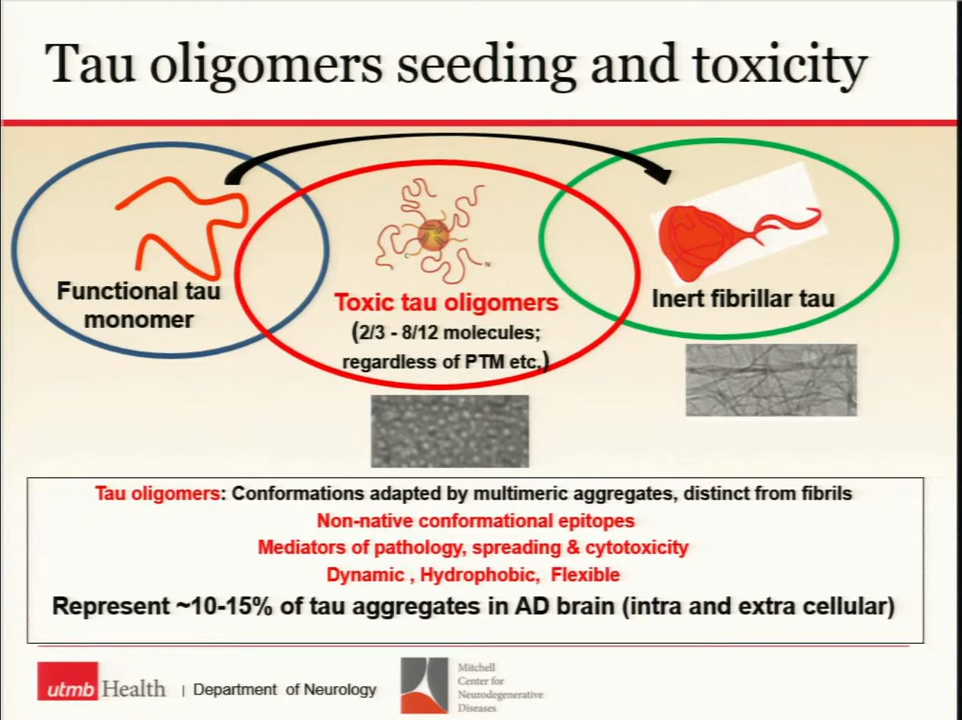 Tau oligomers seeding and toxicity
Functional tau
monomer
C
N
Toxic tau oligomers
(2/3 - 8/12 molecules;
regardless of PTM etc,)
Inert fibrillar tau
Tau oligomers: Conformations adapted by multimeric aggregates, distinct from fibrils
Non-native conformational epitopes
Mediators of pathology, spreading & cytotoxicity
Dynamic , Hydrophobic, Flexible
Represent ~10-15% of tau aggregates in AD brain (intra and extra cellular)
utmb Health | Department of Neurology
Mitchell
Center for
Neurodegenerative
Diseases